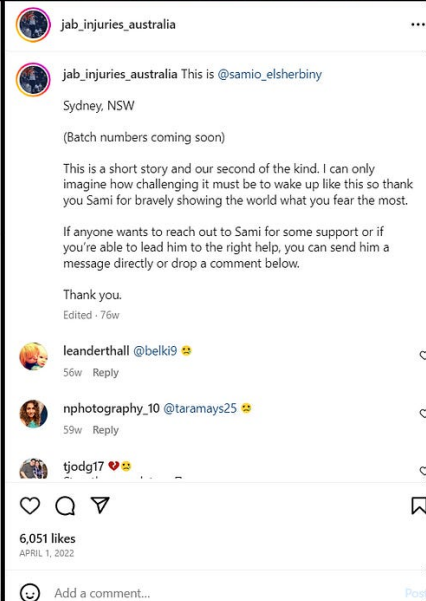 jab_injuries_australia
jab_injuries_australia This is @samio_elsherbiny
Sydney, NSW
(Batch numbers coming soon)
This is a short story and our second of the kind. I can only
imagine how challenging it must be to wake up like this so thank
you Sami for bravely showing the world what you fear the most.
If anyone wants to reach out to Sami for some support or if
you're able to lead him to the right help, you can send him a
message directly or drop a comment below.
Thank you.
Edited · 76w
leanderthall @belki9 😢
56w Reply
nphotography_10 @taramays25 😢
59w Reply
tjodg17 💔😢
6,051 likes
APRIL 1, 2022
Add a comment...
Post